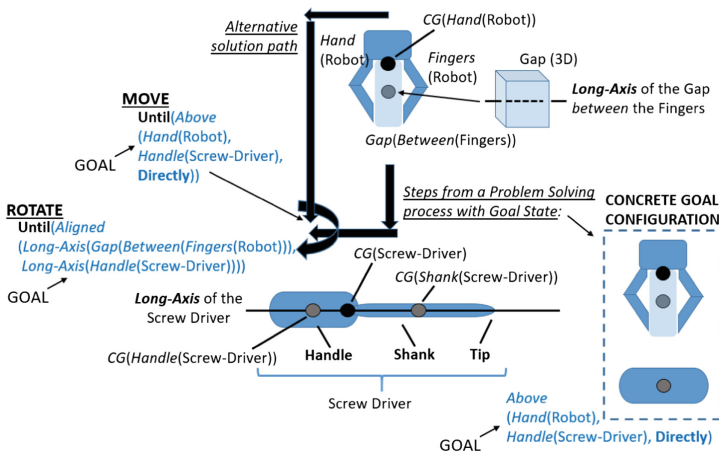 Alternative
solution path
CG(Hand(Robot)
Hand
(Robot)
Fingers
(Robot)
Gap (3D)
Long-Axis of the Gap
between the Fingers
Gap(Between(Fingers))
MOVE
Until(Above
(Hand(Robot),
Handle(Screw-Driver),
Directly))
GOAL
Steps from a Problem Solving
process with Goal State:
CONCRETE GOAL
CONFIGURATION
ROTATE
Until(Aligned
(Long-Axis(Gap(Between(Fingers(Robot))),
Long-Axis(Handle(Screw-Driver))))
GOAL
CG(Screw-Driver)
CG(Shank(Screw-Driver)
Long-Axis of the
Screw Driver
CG(Handle(Screw-Driver))
Handle
Shank
Tip
Screw Driver
Above
(Hand(Robot),
Handle(Screw-Driver), Directly)
GOAL